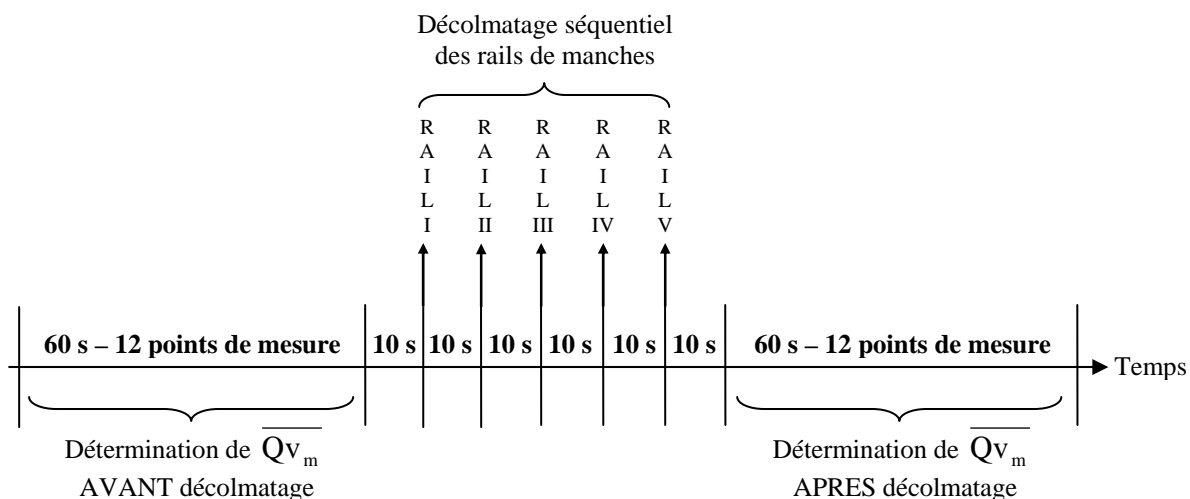 Décolmatage séquentiel
des rails de manches
RAIL I
RAIL II
RAIL III
RAIL IV
RAIL V
60 s – 12 points de mesure
10 s
10 s
10 s
10 s
10 s
10 s
60 s – 12 points de mesure
Temps
Détermination de Qv_m
AVANT décolmatage
Détermination de Qv_m
APRES décolmatage